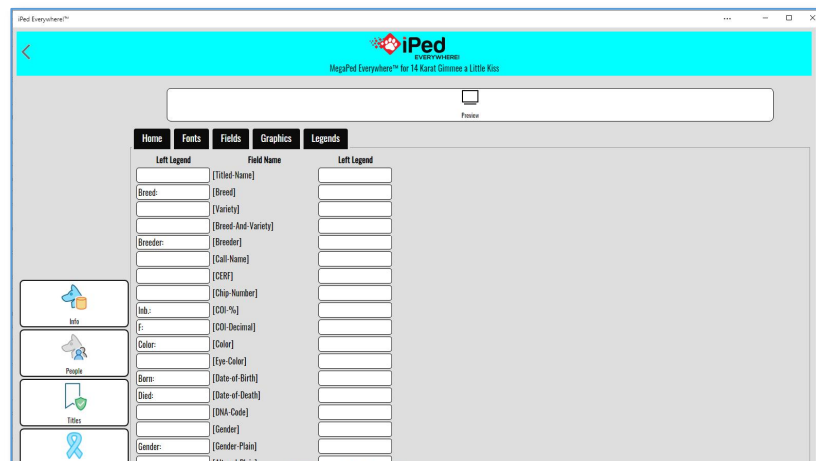 iPed Everywhere!™
iPed
EVERYWHERE!
MegaPed Everywhere™ for 14 Karat Gimmee a Little Kiss
Preview
Home Fonts Fields Graphics Legends
Left Legend Field Name Left Legend
[Titled-Name]
Breed: [Breed]
[Variety]
[Breed-And-Variety]
Breeder: [Breeder]
[Call-Name]
[CERF]
[Chip-Number]
Inb.: [COI-%]
F: [COI-Decimal]
Color: [Color]
[Eye-Color]
Born: [Date-of-Birth]
Died: [Date-of-Death]
[DNA-Code]
[Gender]
Gender: [Gender-Plain]
Info
People
Titles